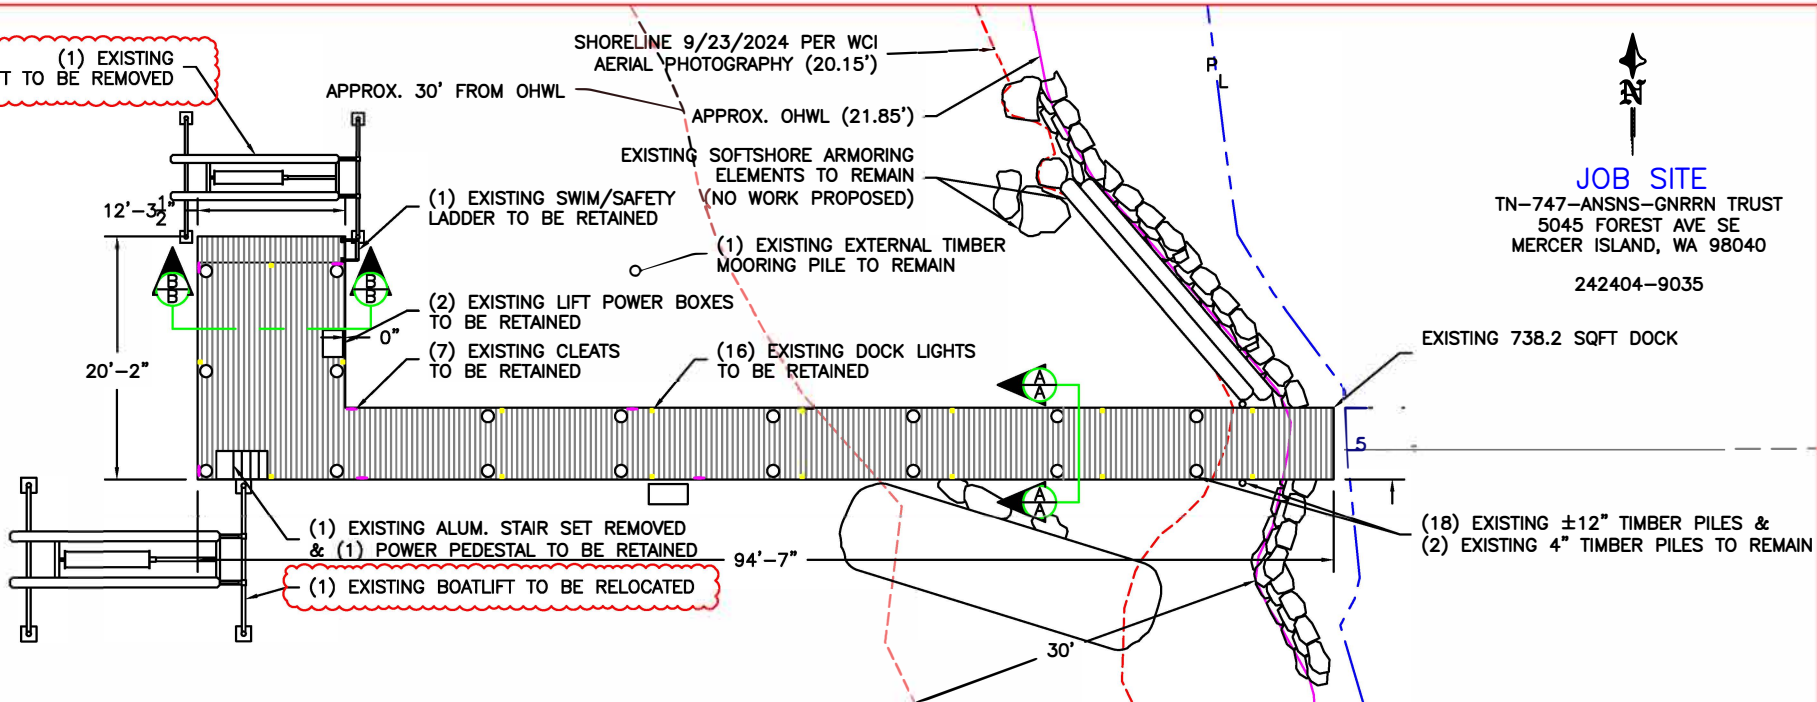 (1) EXISTING
T TO BE REMOVED
SHORELINE 9/23/2024 PER WCI
AERIAL PHOTOGRAPHY (20.15')
APPROX. 30' FROM OHWL
APPROX. OHWL (21.85')
EXISTING SOFTSHORE ARMORING
ELEMENTS TO REMAIN
(NO WORK PROPOSED)
P
L
N
JOB SITE
TN-747-ANSNS-GNRRN TRUST
5045 FOREST AVE SE
MERCER ISLAND, WA 98040
242404-9035
12'-3½"
(1) EXISTING SWIM/SAFETY
LADDER TO BE RETAINED
(1) EXISTING EXTERNAL TIMBER
MOORING PILE TO REMAIN
B
B
B
B
(2) EXISTING LIFT POWER BOXES
TO BE RETAINED
0"
(7) EXISTING CLEATS
TO BE RETAINED
(16) EXISTING DOCK LIGHTS
TO BE RETAINED
EXISTING 738.2 SQFT DOCK
20'-2"
A
A
5
A
A
(1) EXISTING ALUM. STAIR SET REMOVED
& (1) POWER PEDESTAL TO BE RETAINED
94'-7"
(1) EXISTING BOATLIFT TO BE RELOCATED
(18) EXISTING ±12" TIMBER PILES &
(2) EXISTING 4" TIMBER PILES TO REMAIN
30'